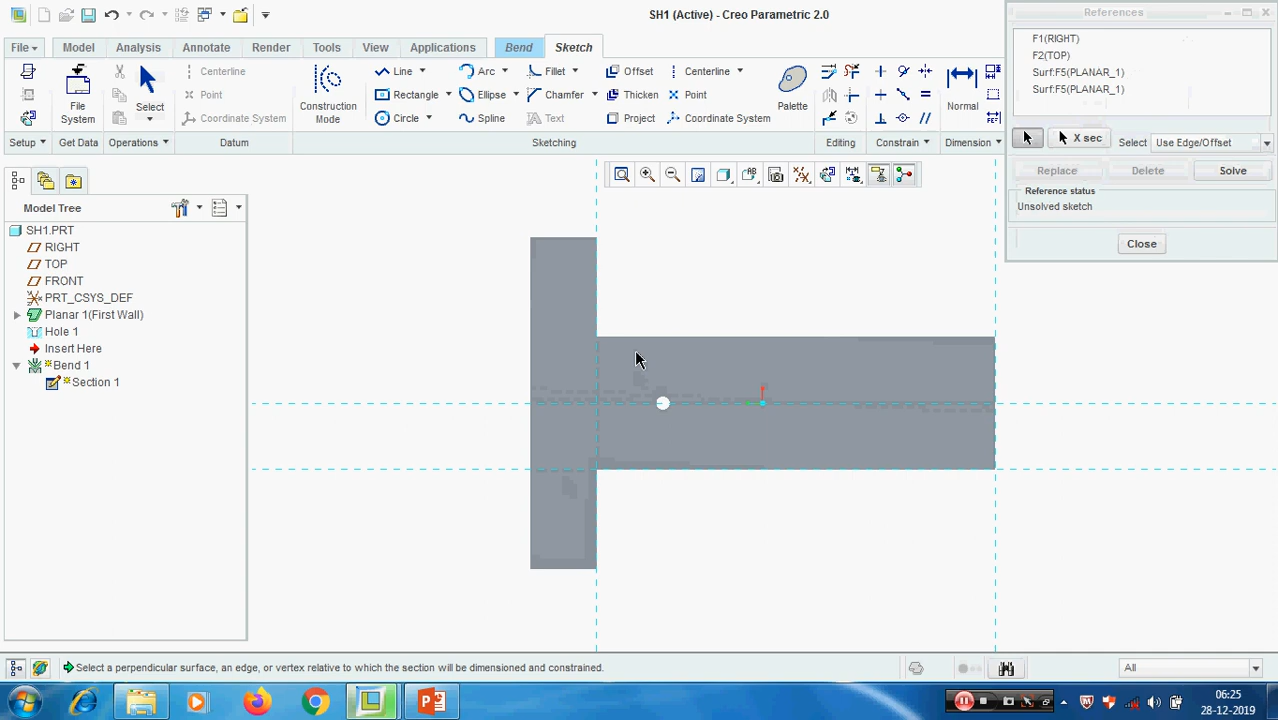 SH1 (Active) - Creo Parametric 2.0
References
File
Model
Analysis
Annotate
Render
Tools
View
Applications
Bend
Sketch
F1(RIGHT)
F2(TOP)
Surf:F5(PLANAR_1)
Surf:F5(PLANAR_1)
File System
Select
Centerline
Point
Coordinate System
Construction Mode
Line
Rectangle
Circle
Arc
Ellipse
Spline
Fillet
Chamfer
Text
Offset
Thicken
Project
Centerline
Point
Coordinate System
Palette
Normal
X sec
Select
Use Edge/Offset
Setup
Get Data
Operations
Datum
Sketching
Editing
Constrain
Dimension
Replace
Delete
Solve
Reference status
Unsolved sketch
Close
Model Tree
SH1.PRT
RIGHT
TOP
FRONT
PRT_CSYS_DEF
Planar 1(First Wall)
Hole 1
Insert Here
Bend 1
Section 1
Select a perpendicular surface, an edge, or vertex relative to which the section will be dimensioned and constrained.
All
06:25
28-12-2019